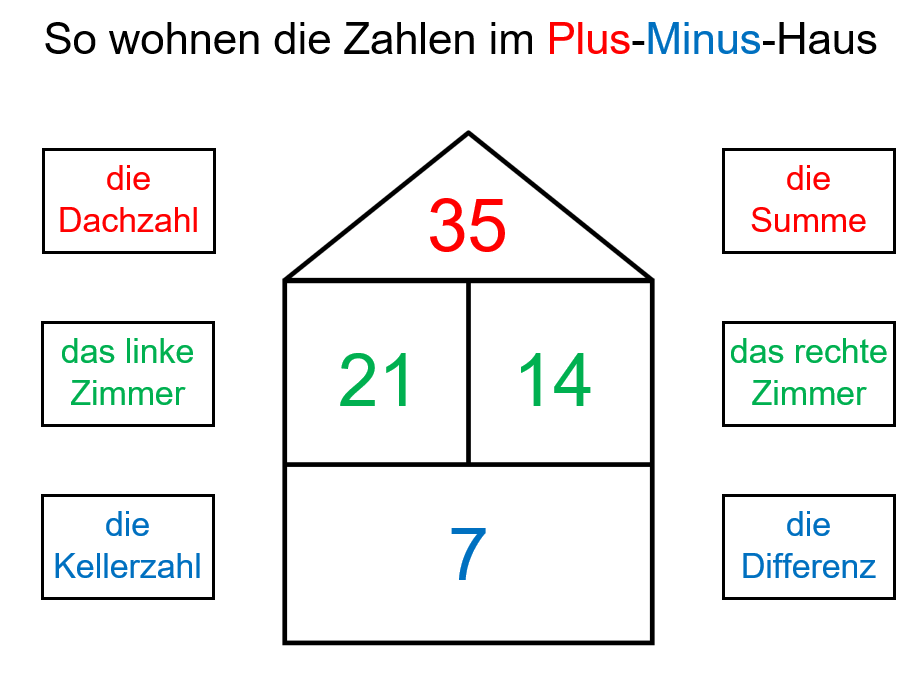 So wohnen die Zahlen im Plus-Minus-Haus
die
Dachzahl
35
die
Summe
das linke
Zimmer
21
14
das rechte
Zimmer
die
Kellerzahl
7
die
Differenz